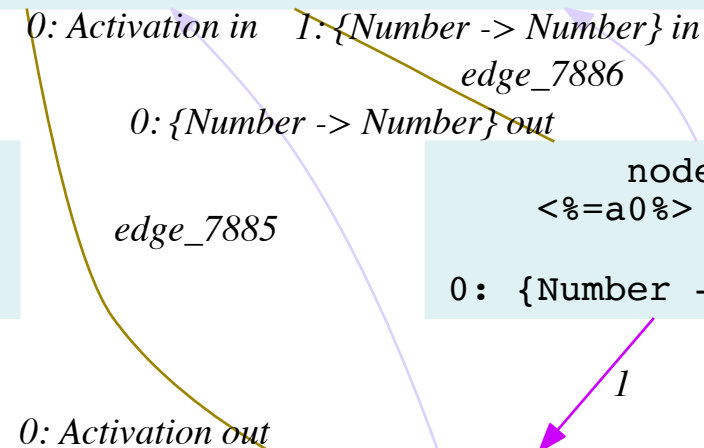 0: Activation in
1: {Number -> Number} in
edge_7886
0: {Number -> Number} out
node
<%=a0%>
edge_7885
0: {Number -
1
0: Activation out